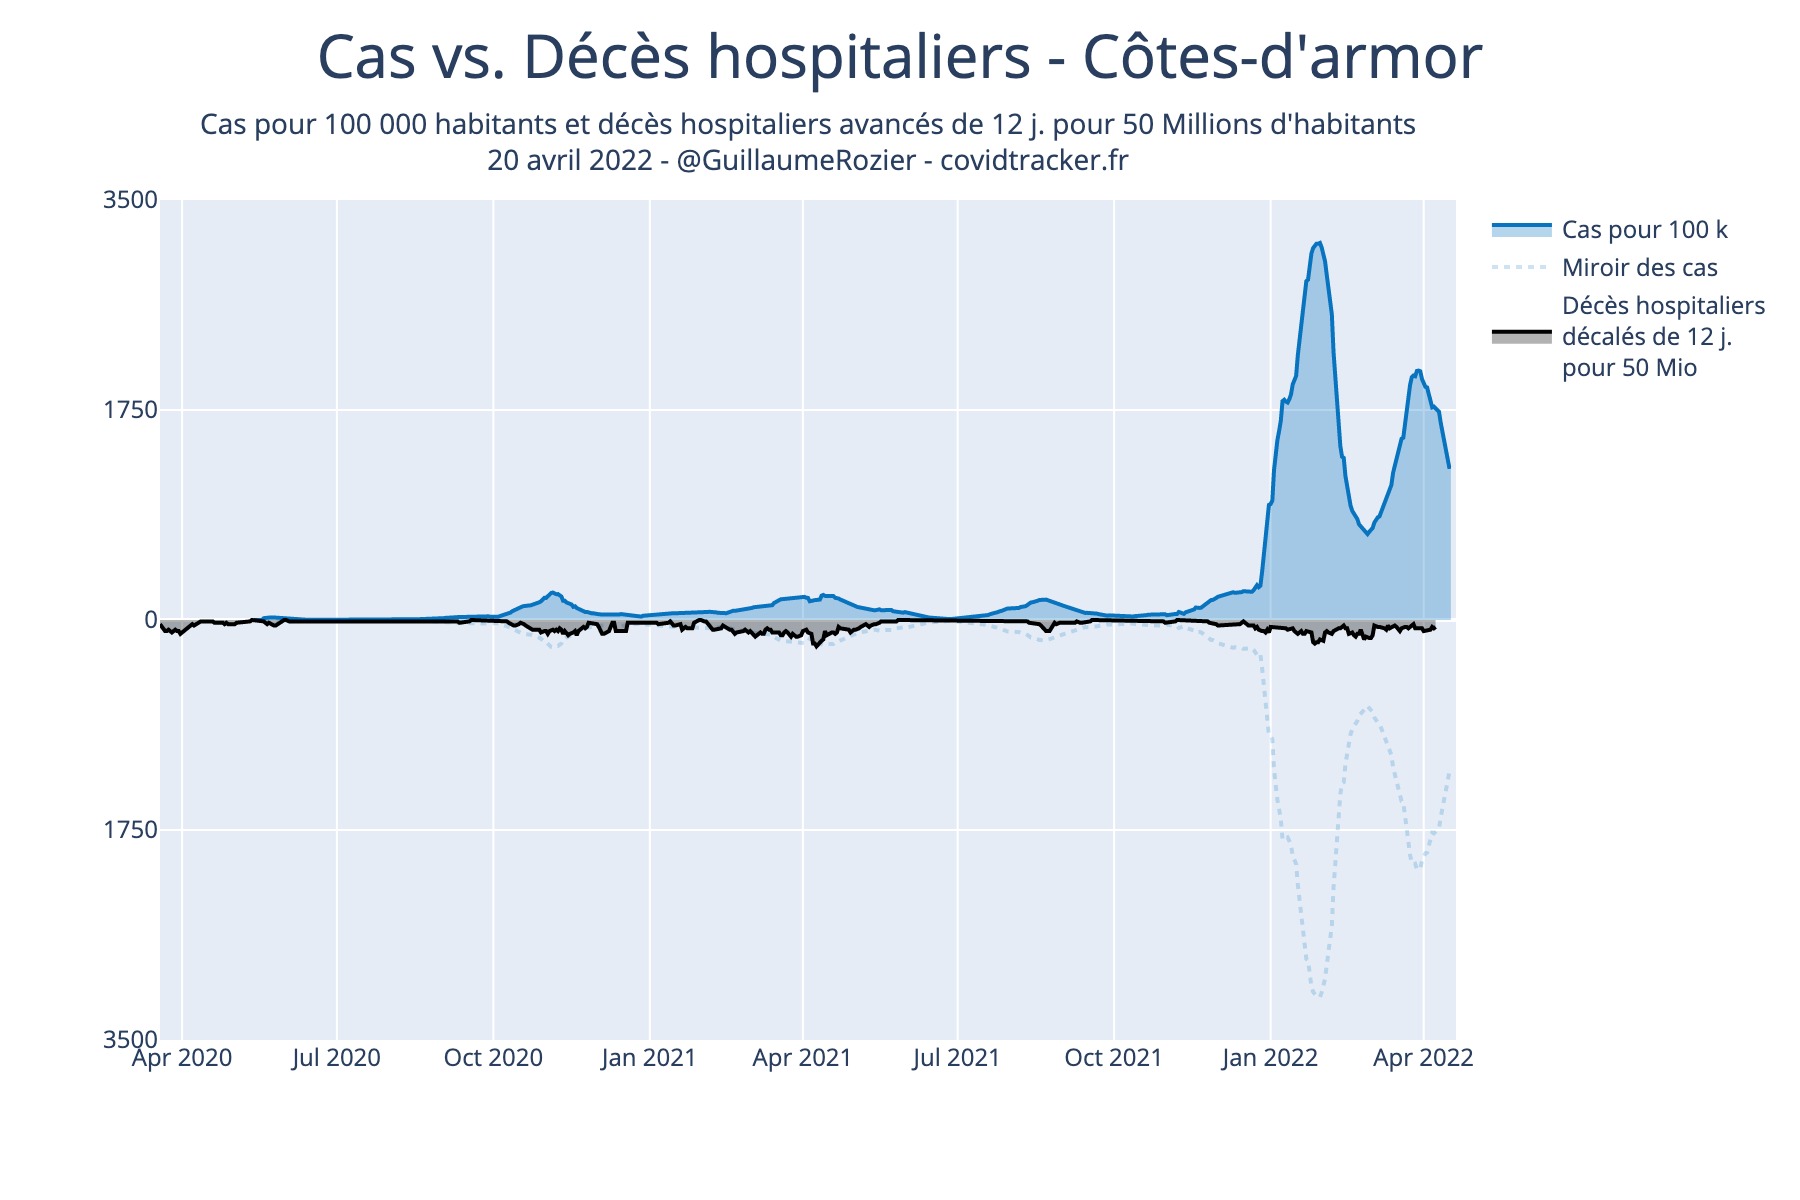 Cas vs. Décès hospitaliers - Côtes-d'armor
Cas pour 100 000 habitants et décès hospitaliers avancés de 12 j. pour 50 Millions d'habitants
20 avril 2022 - @GuillaumeRozier - covidtracker.fr
3500
1750
0
1750
3500
Apr 2020
Jul 2020
Oct 2020
Jan 2021
Apr 2021
Jul 2021
Oct 2021
Jan 2022
Apr 2022
Cas pour 100 k
Miroir des cas
Décès hospitaliers
décalés de 12 j.
pour 50 Mio